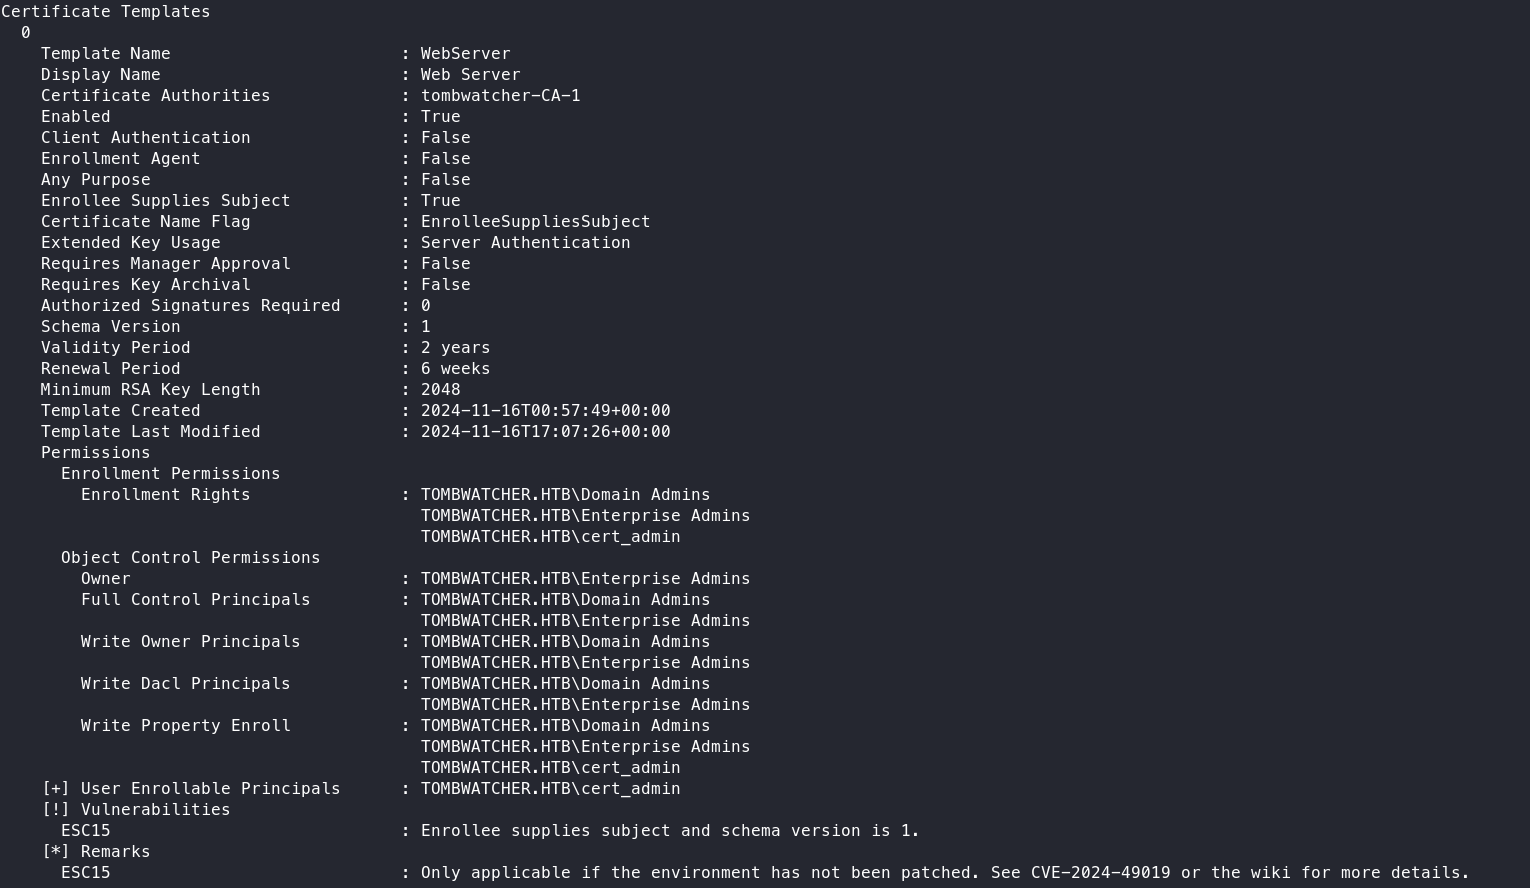 Certificate Templates
  0
    Template Name                       : WebServer
    Display Name                        : Web Server
    Certificate Authorities             : tombwatcher-CA-1
    Enabled                             : True
    Client Authentication               : False
    Enrollment Agent                    : False
    Any Purpose                         : False
    Enrollee Supplies Subject           : True
    Certificate Name Flag               : EnrolleeSuppliesSubject
    Extended Key Usage                  : Server Authentication
    Requires Manager Approval           : False
    Requires Key Archival               : False
    Authorized Signatures Required      : 0
    Schema Version                      : 1
    Validity Period                     : 2 years
    Renewal Period                      : 6 weeks
    Minimum RSA Key Length              : 2048
    Template Created                    : 2024-11-16T00:57:49+00:00
    Template Last Modified              : 2024-11-16T17:07:26+00:00
    Permissions
      Enrollment Permissions
        Enrollment Rights               : TOMBWATCHER.HTB\Domain Admins
                                          TOMBWATCHER.HTB\Enterprise Admins
                                          TOMBWATCHER.HTB\cert_admin
      Object Control Permissions
        Owner                           : TOMBWATCHER.HTB\Enterprise Admins
        Full Control Principals         : TOMBWATCHER.HTB\Domain Admins
                                          TOMBWATCHER.HTB\Enterprise Admins
        Write Owner Principals          : TOMBWATCHER.HTB\Domain Admins
                                          TOMBWATCHER.HTB\Enterprise Admins
        Write Dacl Principals           : TOMBWATCHER.HTB\Domain Admins
                                          TOMBWATCHER.HTB\Enterprise Admins
        Write Property Enroll           : TOMBWATCHER.HTB\Domain Admins
                                          TOMBWATCHER.HTB\Enterprise Admins
                                          TOMBWATCHER.HTB\cert_admin
    [+] User Enrollable Principals      : TOMBWATCHER.HTB\cert_admin
    [!] Vulnerabilities
      ESC15                             : Enrollee supplies subject and schema version is 1.
    [*] Remarks
      ESC15                             : Only applicable if the environment has not been patched. See CVE-2024-49019 or the wiki for more details.